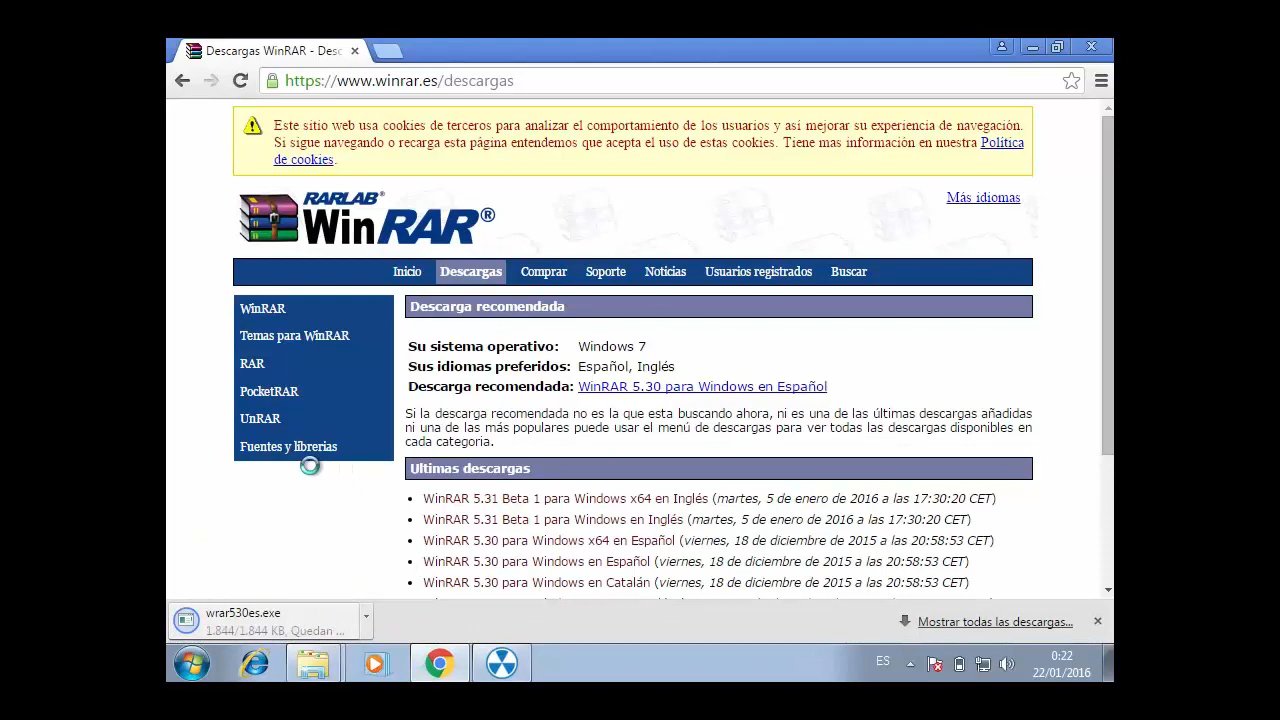 Descargas WinRAR - Desc
https://www.winrar.es/descargas
Este sitio web usa cookies de terceros para analizar el comportamiento de los usuarios y así mejorar su experiencia de navegación.
Si sigue navegando o recarga esta página entendemos que acepta el uso de estas cookies. Tiene mas información en nuestra Política
de cookies.
RARLAB®
WinRAR®
Más idiomas
Inicio Descargas Comprar Soporte Noticias Usuarios registrados Buscar
WinRAR
Temas para WinRAR
RAR
PocketRAR
UnRAR
Fuentes y librerias
Descarga recomendada
Su sistema operativo: Windows 7
Sus idiomas preferidos: Español, Inglés
Descarga recomendada: WinRAR 5.30 para Windows en Español
Si la descarga recomendada no es la que esta buscando ahora, ni es una de las últimas descargas añadidas
ni una de las más populares puede usar el menú de descargas para ver todas las descargas disponibles en
cada categoria.
Ultimas descargas
WinRAR 5.31 Beta 1 para Windows x64 en Inglés (martes, 5 de enero de 2016 a las 17:30:20 CET)
WinRAR 5.31 Beta 1 para Windows en Inglés (martes, 5 de enero de 2016 a las 17:30:20 CET)
WinRAR 5.30 para Windows x64 en Español (viernes, 18 de diciembre de 2015 a las 20:58:53 CET)
WinRAR 5.30 para Windows en Español (viernes, 18 de diciembre de 2015 a las 20:58:53 CET)
WinRAR 5.30 para Windows en Catalán (viernes, 18 de diciembre de 2015 a las 20:58:53 CET)
wrar530es.exe
1.844/1.844 KB, Quedan ...
Mostrar todas las descargas...
ES
0:22
22/01/2016